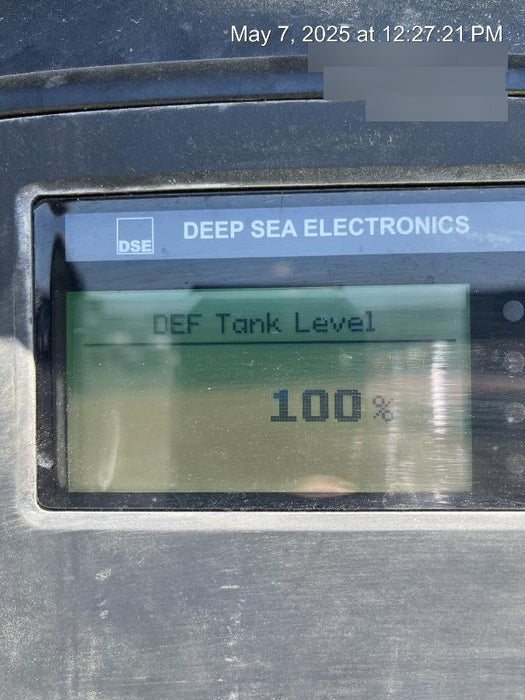 May 7, 2025 at 12:27:21 PM
DSE
DEEP SEA ELECTRONICS
DEF Tank Level
100%